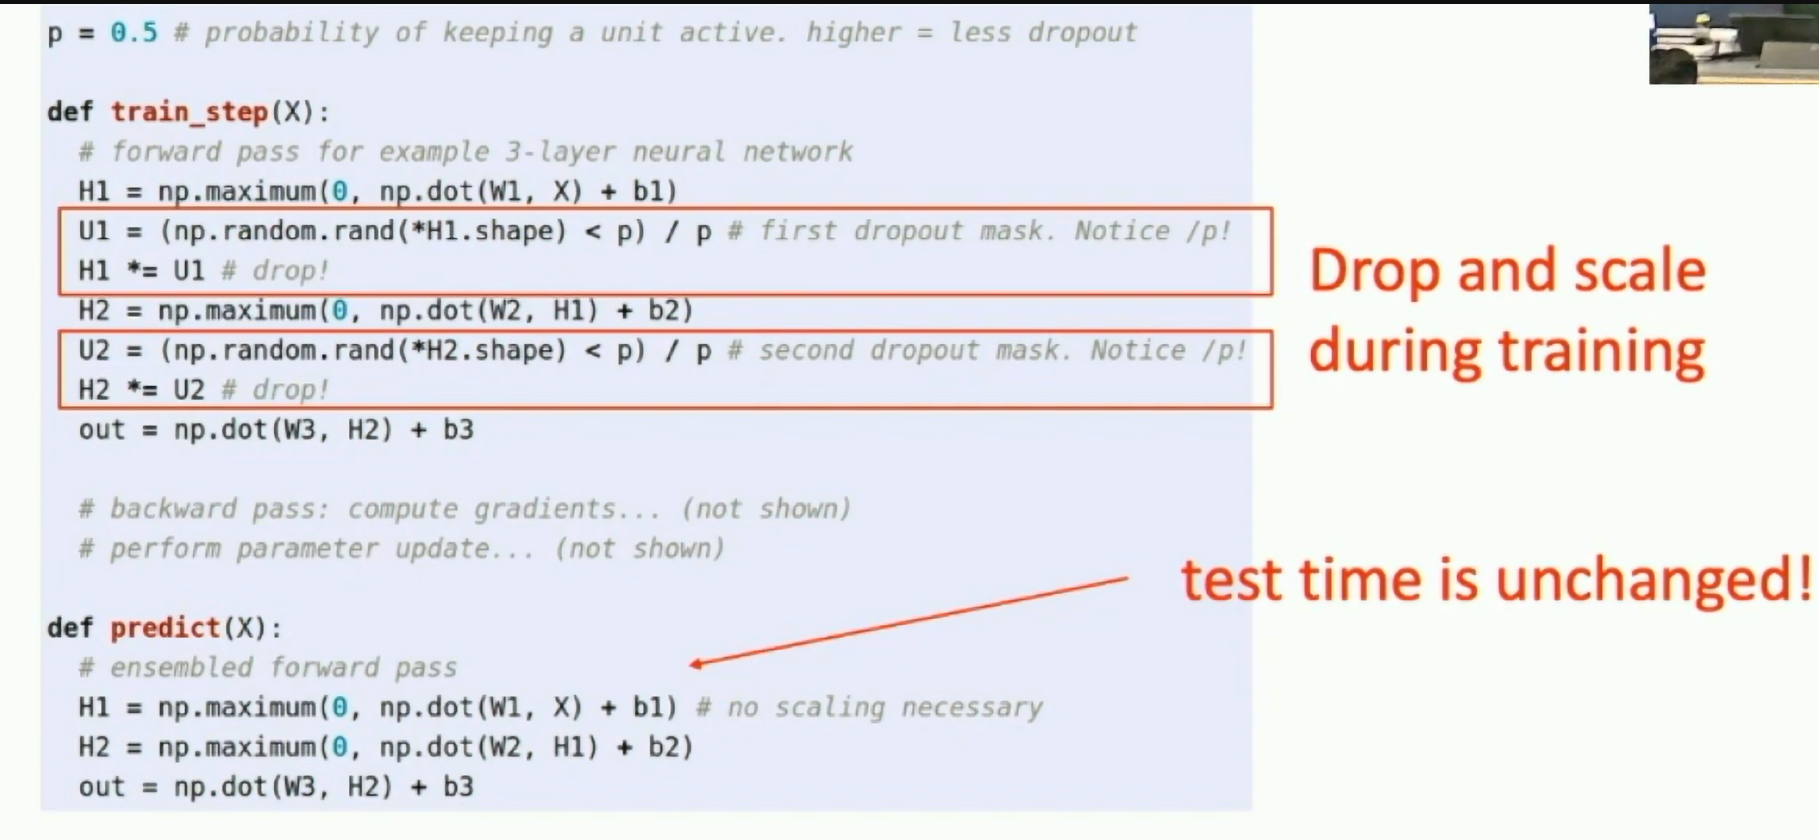 p = 0.5 # probability of keeping a unit active. higher = less dropout
def train_step(X):
# forward pass for example 3-layer neural network
H1 = np.maximum(0, np.dot(W1, X) + b1)
U1 = (np.random.rand(*H1.shape) < p) / p # first dropout mask. Notice /p!
H1 *= U1 # drop!
H2 = np.maximum(0, np.dot(W2, H1) + b2)
U2 = (np.random.rand(*H2.shape) < p) / p # second dropout mask. Notice /p!
H2 *= U2 # drop!
out = np.dot(W3, H2) + b3
Drop and scale
during training
# backward pass: compute gradients... (not shown)
# perform parameter update... (not shown)
test time is unchanged!
def predict(X):
# ensembled forward pass
H1 = np.maximum(0, np.dot(W1, X) + b1) # no scaling necessary
H2 = np.maximum(0, np.dot(W2, H1) + b2)
out = np.dot(W3, H2) + b3